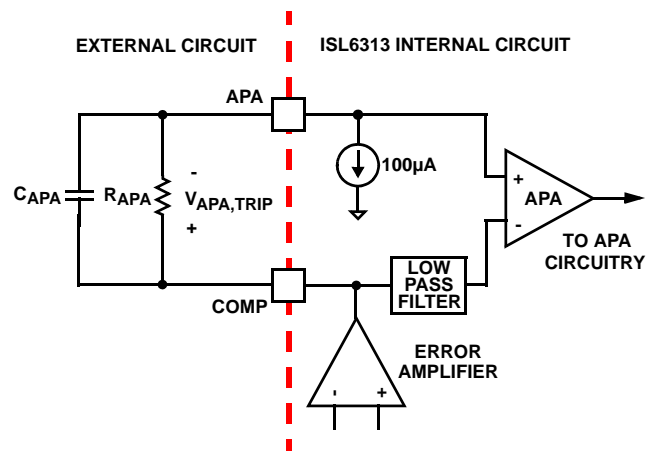 EXTERNAL CIRCUIT
ISL6313 INTERNAL CIRCUIT
APA
100µA
CAPA
RAPA
-
VAPA,TRIP
+
+
APA
-
TO APA
CIRCUITRY
LOW
PASS
FILTER
COMP
ERROR
AMPLIFIER
- +